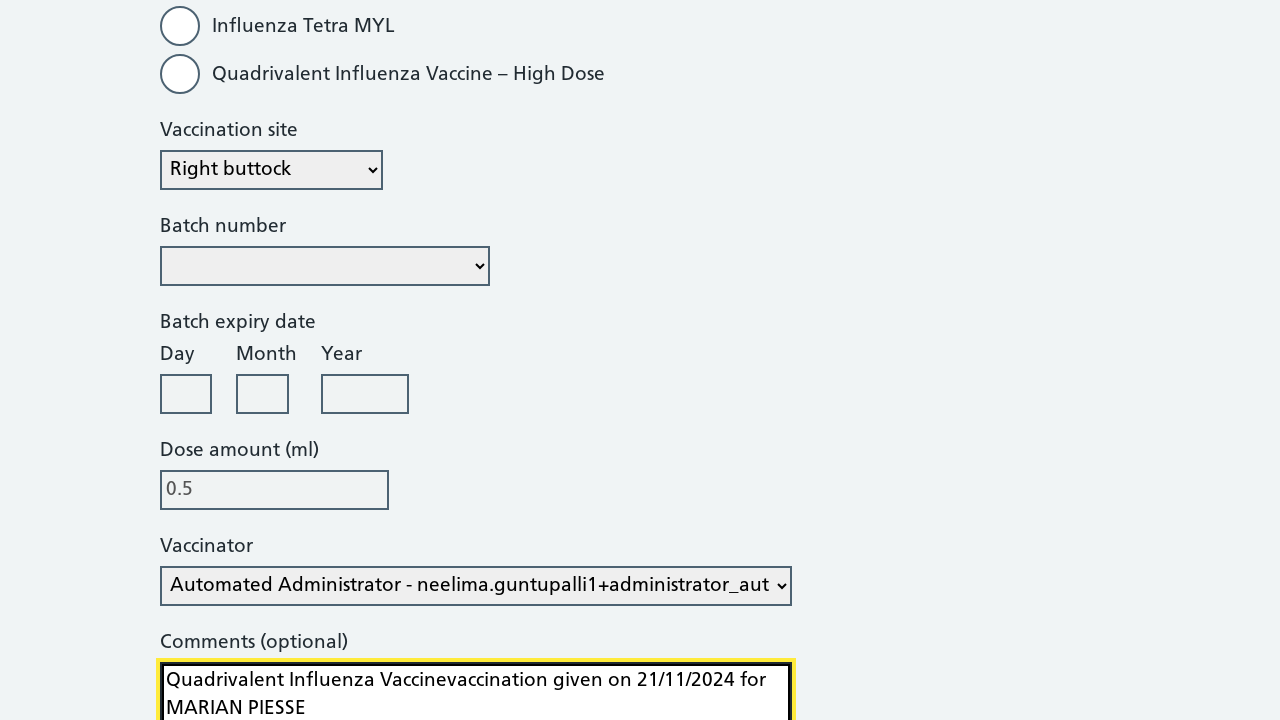 Influenza Tetra MYL
Quadrivalent Influenza Vaccine – High Dose
Vaccination site
Right buttock
Batch number
Batch expiry date
Day Month Year
Dose amount (ml)
0.5
Vaccinator
Automated Administrator - neelima.guntupalli1+administrator_aut
Comments (optional)
Quadrivalent Influenza Vaccinevaccination given on 21/11/2024 for
MARIAN PIESSE